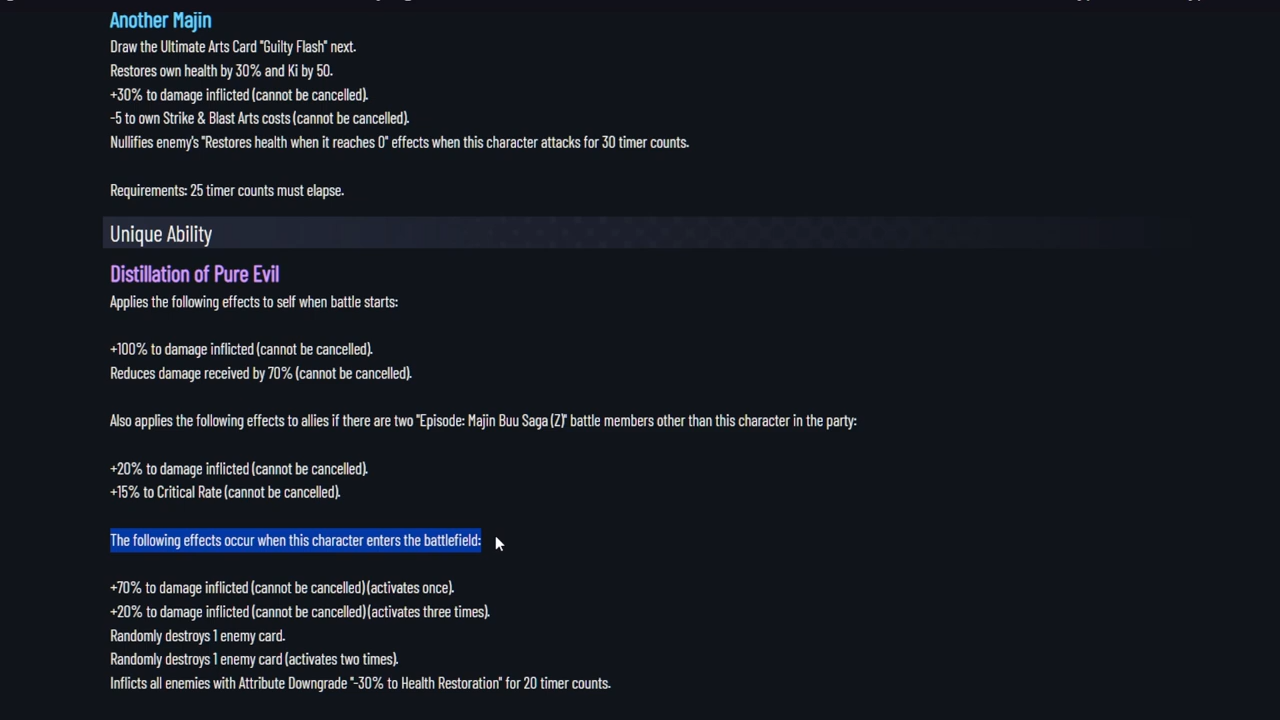 Another Majin
Draw the Ultimate Arts Card "Guilty Flash" next.
Restores own health by 30% and Ki by 50.
+30% to damage inflicted (cannot be cancelled).
-5 to own Strike & Blast Arts costs (cannot be cancelled).
Nullifies enemy's "Restores health when it reaches 0" effects when this character attacks for 30 timer counts.
Requirements: 25 timer counts must elapse.
Unique Ability
Distillation of Pure Evil
Applies the following effects to self when battle starts:
+100% to damage inflicted (cannot be cancelled).
Reduces damage received by 70% (cannot be cancelled).
Also applies the following effects to allies if there are two "Episode: Majin Buu Saga (Z)" battle members other than this character in the party:
+20% to damage inflicted (cannot be cancelled).
+15% to Critical Rate (cannot be cancelled).
The following effects occur when this character enters the battlefield:
+70% to damage inflicted (cannot be cancelled) (activates once).
+20% to damage inflicted (cannot be cancelled) (activates three times).
Randomly destroys 1 enemy card.
Randomly destroys 1 enemy card (activates two times).
Inflicts all enemies with Attribute Downgrade "-30% to Health Restoration" for 20 timer counts.